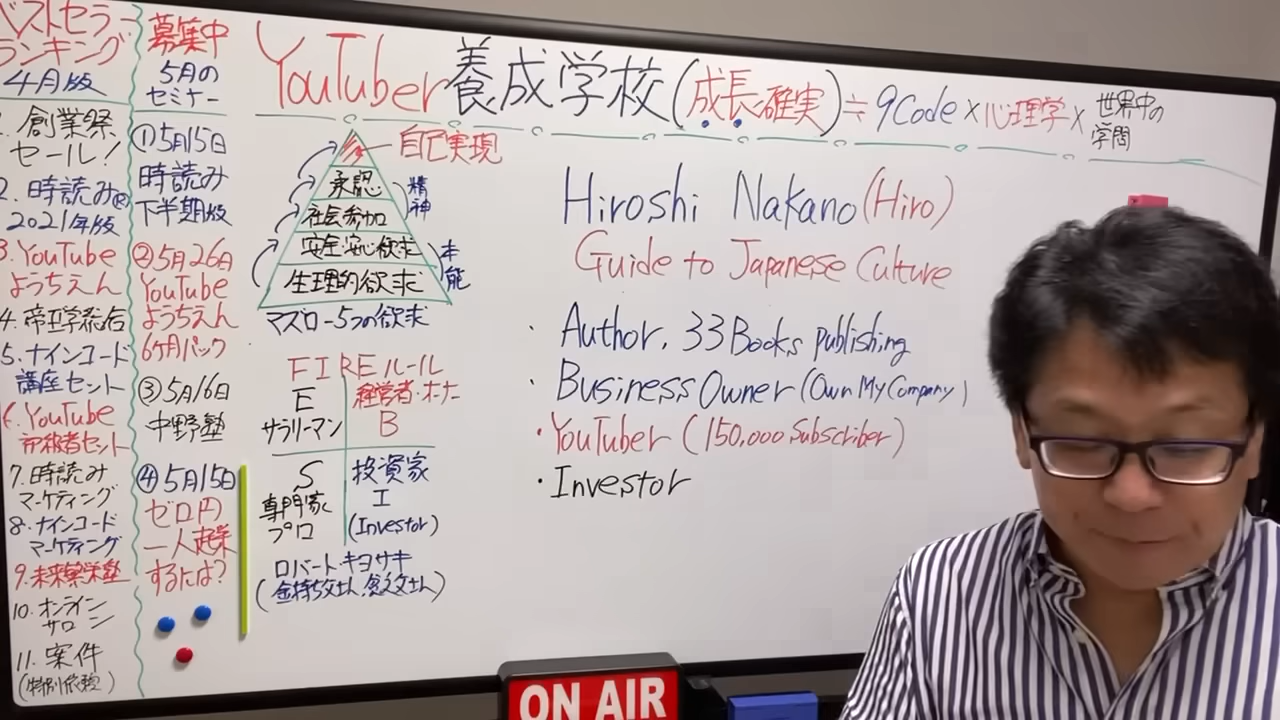 ベストセラー
ランキング
4月版
1. 創業祭
セール!
2. 時読み®
2021年版
3. YouTube
ようちえん
4. 帝王学
5. ナインコード
講座セット
6. YouTube
初級者セット
7. 時読み
マーケティング
8. ナインコード
マーケティング
9. 未来
10. オンライン
サロン
11. 案件
(特別依頼)
募集中
5月の
セミナー
①5月15日
時読み
下半期版
②5月26日
YouTube
ようちえん
6ヶ月パック
③5月16日
中野塾
④5月15日
ゼロ円
一人起業
するには?
YouTuber養成学校(成長確実)≒9Code×心理学×世界中の
学問
自己実現
承認
社会参加
精神
安全・安心欲求
生理的欲求
本能
マズロー5つの欲求
FIREルール
E
サラリーマン
経営者・オーナー
B
S
専門家
プロ
投資家
I
(Investor)
ロバート・キヨサキ
(金持ち父さん、貧乏父さん)
Hiroshi Nakano (Hiro)
Guide to Japanese Culture
・Author. 33 Books publishing
・Business Owner (Own My Company)
・YouTuber (150,000 Subscriber)
・Investor
ON AIR